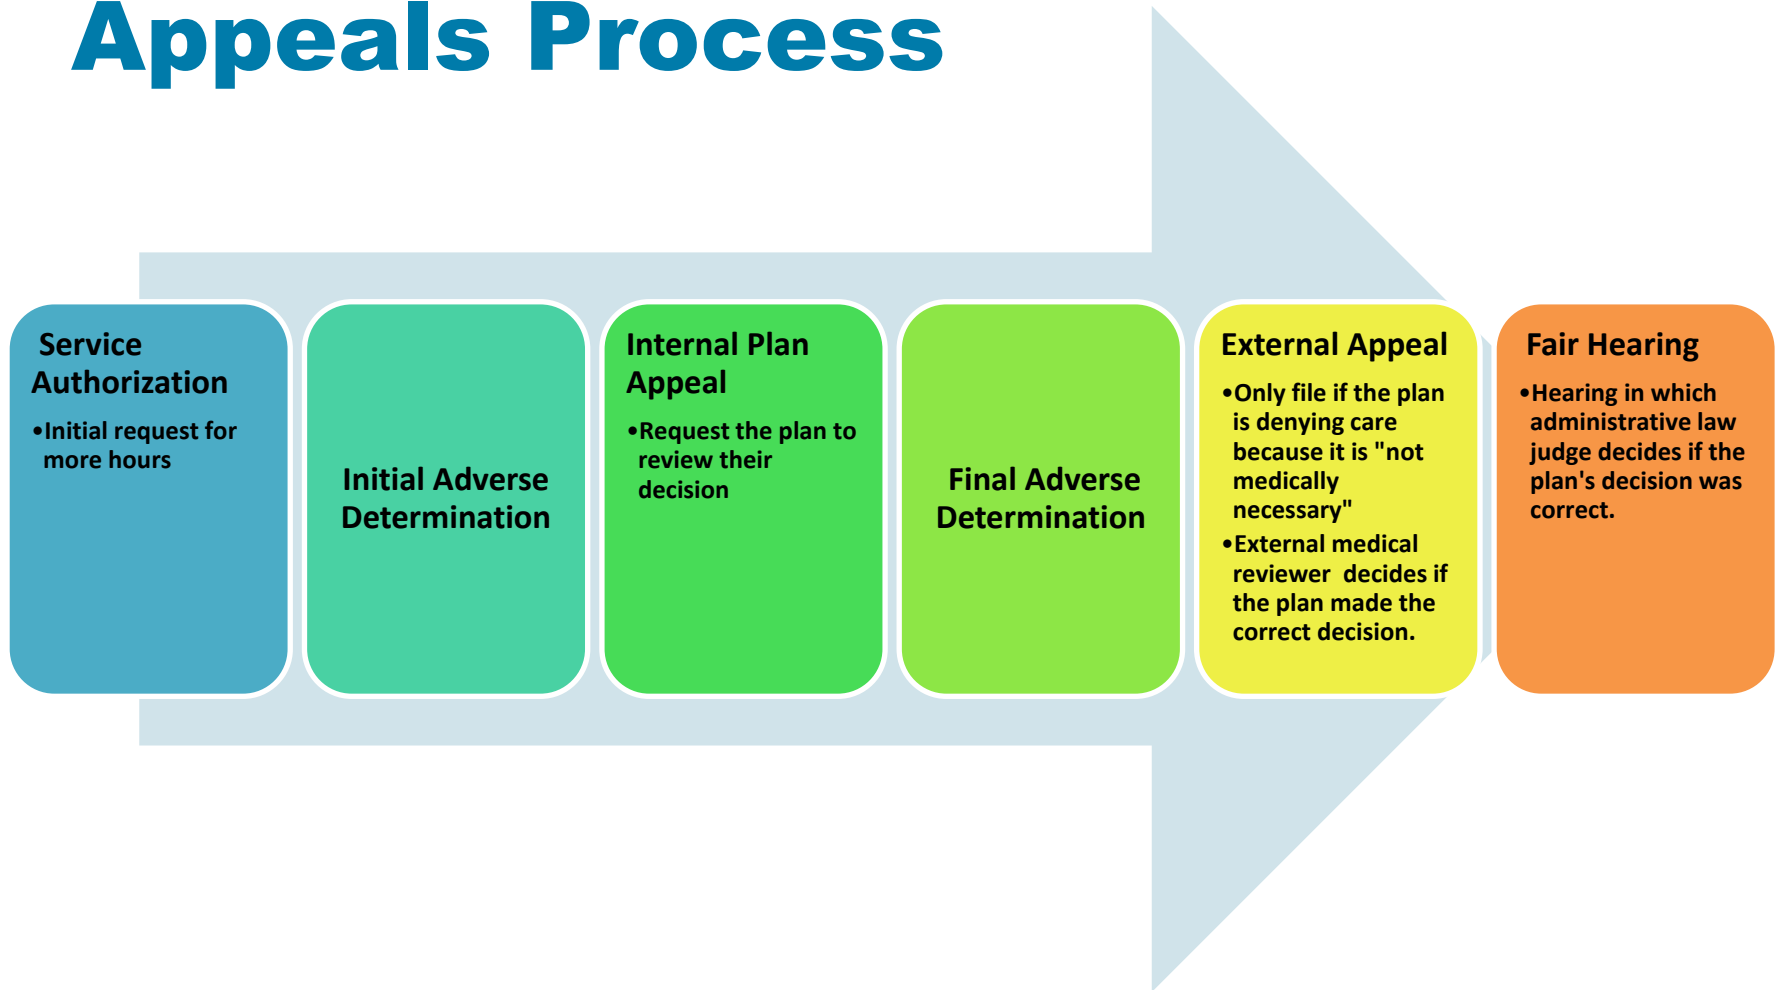 Appeals Process
Service
Authorization
•Initial request for
more hours
Initial Adverse
Determination
Internal Plan
Appeal
•Request the plan to
review their
decision
Final Adverse
Determination
External Appeal
•Only file if the plan
is denying care
because it is "not
medically
necessary"
•External medical
reviewer  decides if
the plan made the
correct decision.
Fair Hearing
•Hearing in which
administrative law
judge decides if the
plan's decision was
correct.